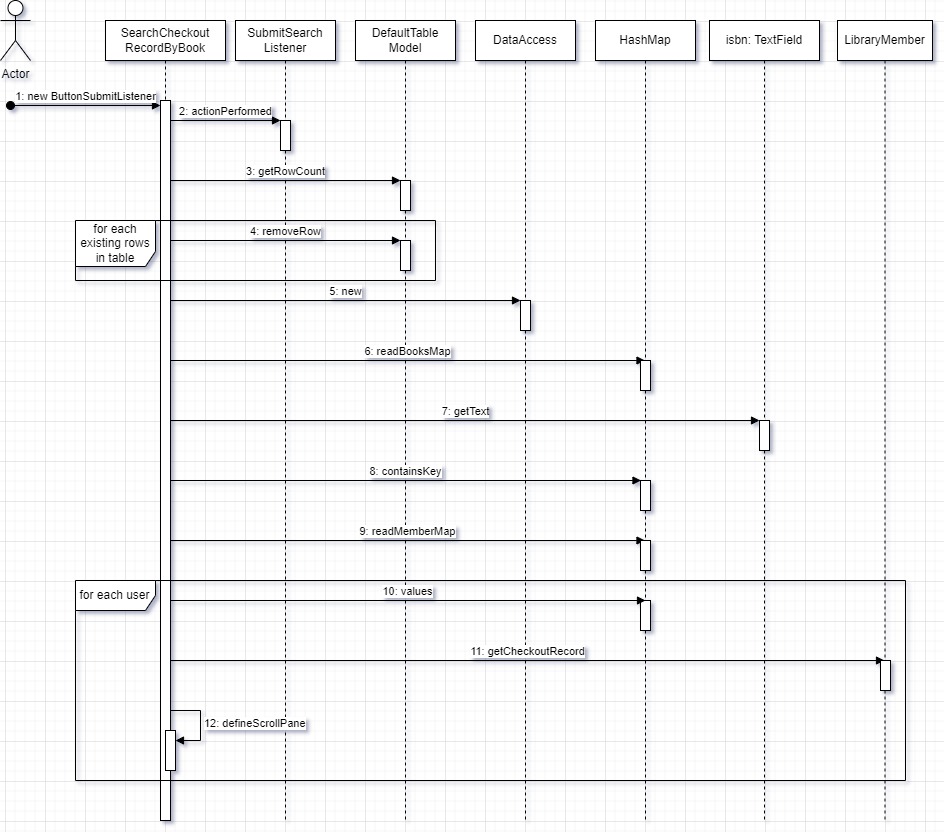 SearchCheckout
RecordByBook
SubmitSearch
Listener
DefaultTable
Model
DataAccess
HashMap
isbn: TextField
LibraryMember
Actor
1: new ButtonSubmitListener
2: actionPerformed
3: getRowCount
for each
existing rows
in table
4: removeRow
5: new
6: readBooksMap
7: getText
8: containsKey
9: readMemberMap
for each user
10: values
11: getCheckoutRecord
12: defineScrollPane